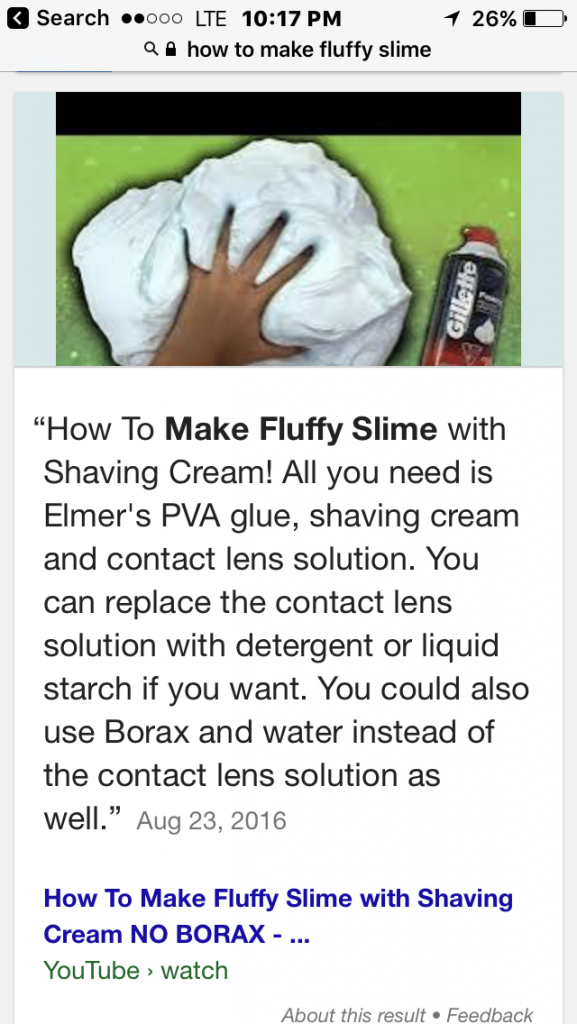 Search LTE 10:17 PM 26%
how to make fluffy slime
Gillette
“How To Make Fluffy Slime with
Shaving Cream! All you need is
Elmer's PVA glue, shaving cream
and contact lens solution. You
can replace the contact lens
solution with detergent or liquid
starch if you want. You could also
use Borax and water instead of
the contact lens solution as
well.” Aug 23, 2016
How To Make Fluffy Slime with Shaving
Cream NO BORAX - ...
YouTube › watch
About this result • Feedback